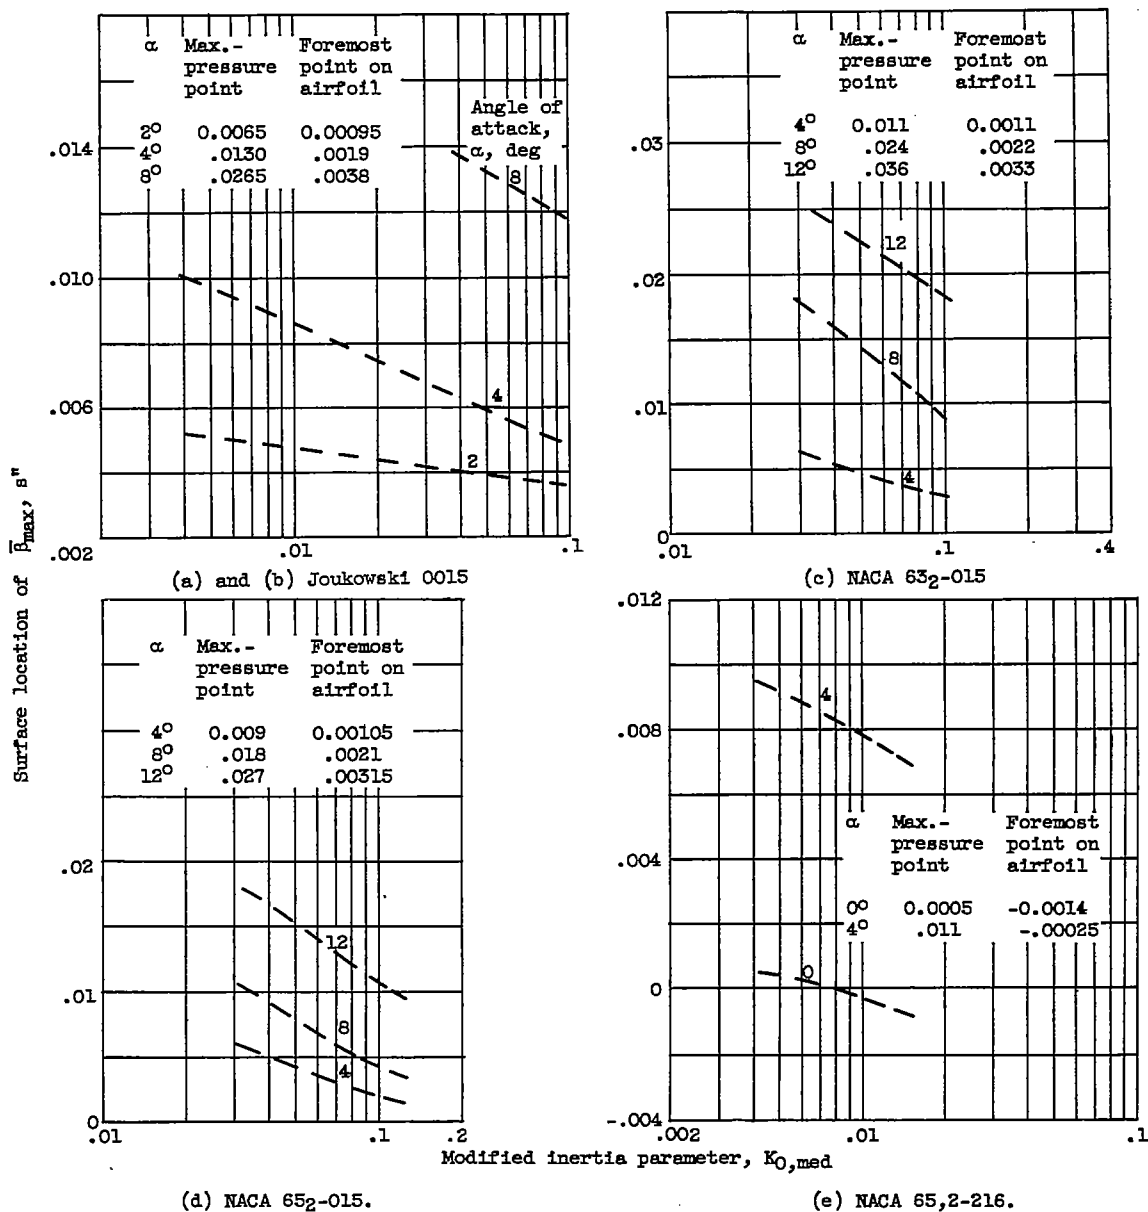 Surface location of β̅max, s"
α Max.- Foremost
pressure point on
point airfoil
2° 0.0065 0.00095
4° .0130 .0019
8° .0265 .0038
Angle of
attack,
α, deg
8
4
2
.014
.010
.006
.002
.01 .1
(a) and (b) Joukowski 0015
α Max.- Foremost
pressure point on
point airfoil
4° 0.011 0.0011
8° .024 .0022
12° .036 .0033
12
8
4
.03
.02
.01
0
.01 .1 .4
(c) NACA 63₂-015
α Max.- Foremost
pressure point on
point airfoil
4° 0.009 0.00105
8° .018 .0021
12° .027 .00315
12
8
4
.02
.01
0
.01 .1 .2
(d) NACA 65₂-015.
.012
.008
.004
0
-.004
4
α Max.- Foremost
pressure point on
point airfoil
0° 0.0005 -0.0014
4° .011 -.00025
0
.002 .01 0.1
Modified inertia parameter, K0,med
(e) NACA 65,2-216.